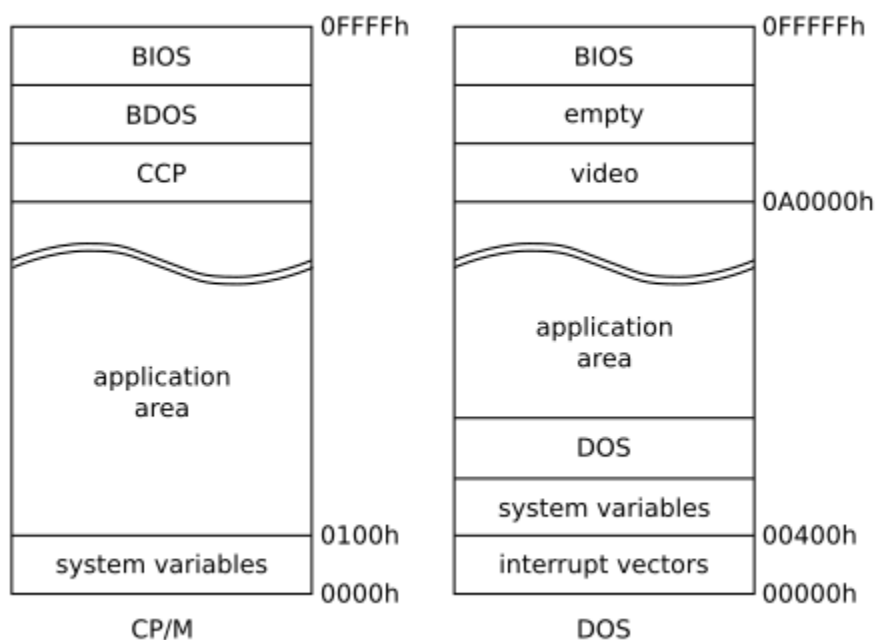 0FFFFh
BIOS
BDOS
CCP
application
area
0100h
system variables
0000h
CP/M
0FFFFFh
BIOS
empty
video
0A0000h
application
area
DOS
system variables
00400h
interrupt vectors
00000h
DOS